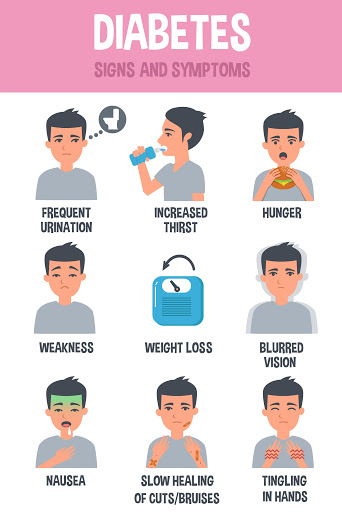 DIABETES
SIGNS AND SYMPTOMS
FREQUENT
URINATION
INCREASED
THIRST
HUNGER
WEAKNESS
WEIGHT LOSS
BLURRED
VISION
NAUSEA
SLOW HEALING
OF CUTS/BRUISES
TINGLING
IN HANDS